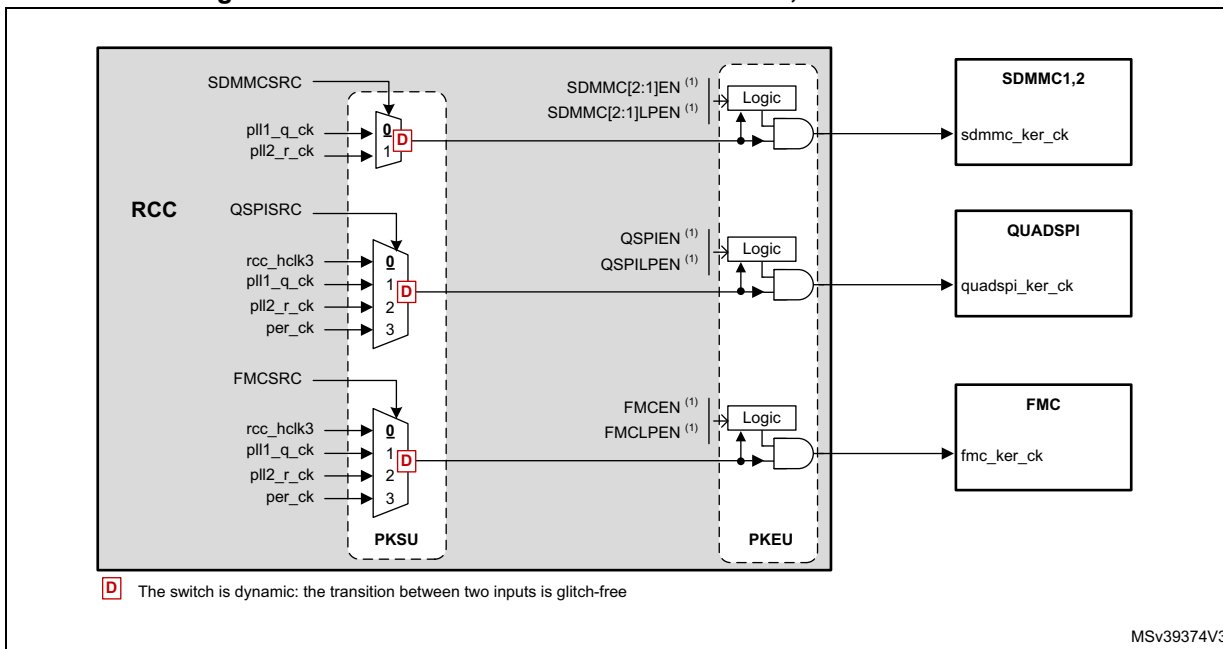 RCC
SDMMCSRC
pll1_q_ck
pll2_r_ck
0
1
D
SDMMC[2:1]EN (1)
SDMMC[2:1]LPEN (1)
Logic
SDMMC1,2
sdmmc_ker_ck
QSPISRC
rcc_hclk3
pll1_q_ck
pll2_r_ck
per_ck
0
1
2
3
D
QSPIEN (1)
QSPILPEN (1)
Logic
QUADSPI
quadspi_ker_ck
FMCSRC
rcc_hclk3
pll1_q_ck
pll2_r_ck
per_ck
0
1
2
3
D
FMCEN (1)
FMCLPEN (1)
Logic
FMC
fmc_ker_ck
PKSU
PKEU
D The switch is dynamic: the transition between two inputs is glitch-free
MSv39374V3